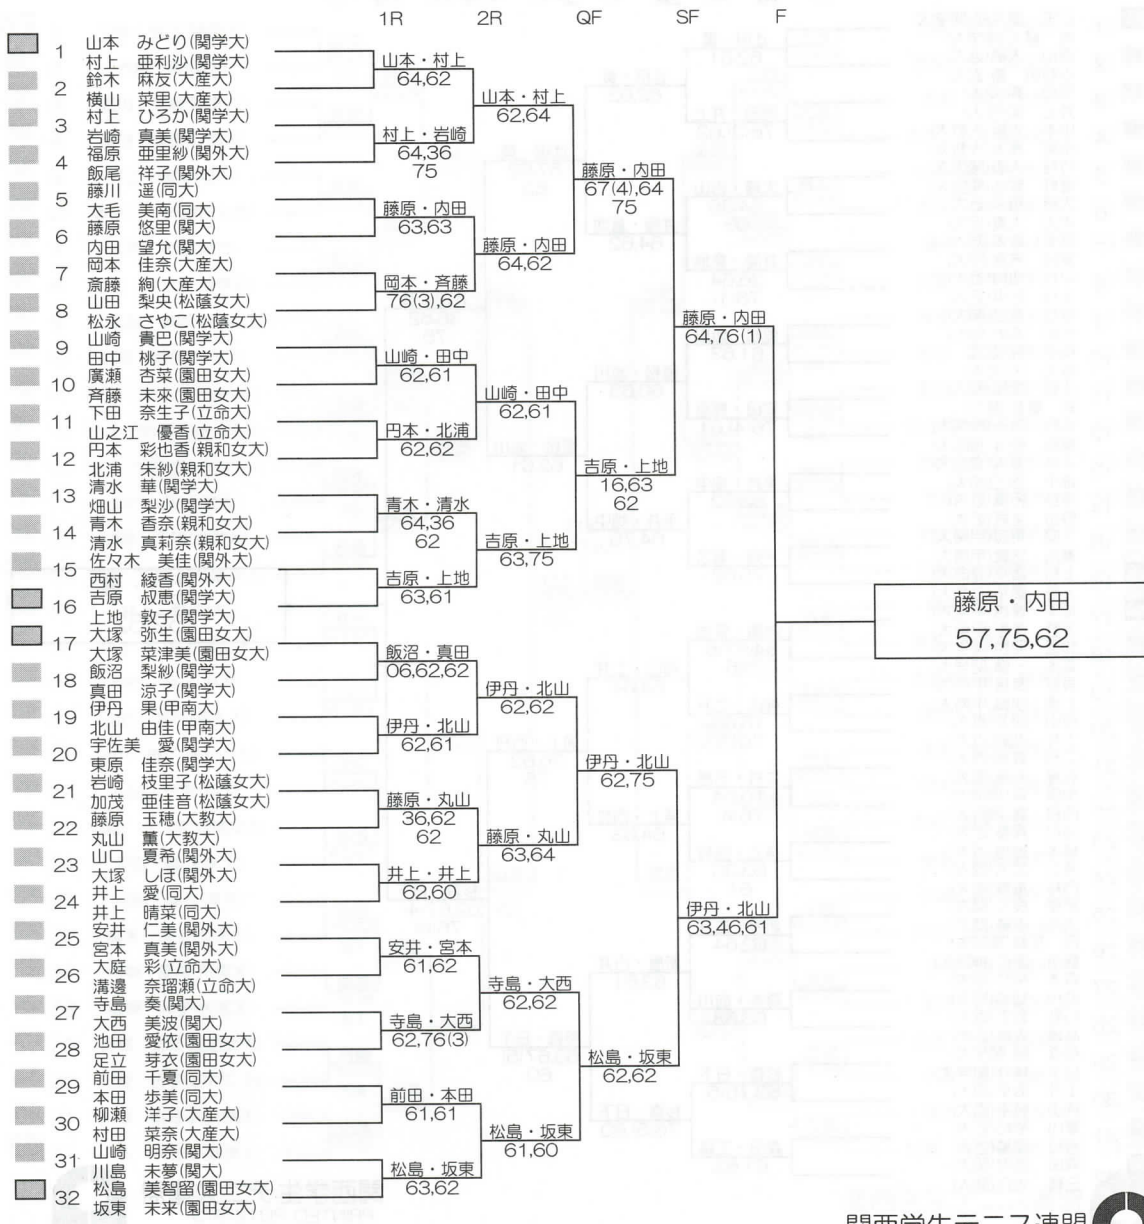 1R 2R QF SF F
1 山本 みどり(関学大)
村上 亜利沙(関学大)
2 鈴木 麻友(大産大)
横山 菜里(大産大)
3 村上 ひろか(関学大)
岩崎 真美(関学大)
4 福原 亜里紗(関外大)
飯尾 祥子(関外大)
5 藤川 遥(同大)
大毛 美南(同大)
6 藤原 悠里(関大)
内田 望允(関大)
7 岡本 佳奈(大産大)
斎藤 絢(大産大)
8 山田 梨央(松蔭女大)
松永 さやこ(松蔭女大)
9 山崎 貴巴(関学大)
田中 桃子(関学大)
10 廣瀬 杏菜(園田女大)
斉藤 未來(園田女大)
11 下田 奈生子(立命大)
山之江 優香(立命大)
12 円本 彩也香(親和女大)
北浦 朱紗(親和女大)
13 清水 華(関学大)
畑山 梨沙(関学大)
14 青木 香奈(親和女大)
清水 真莉奈(親和女大)
15 佐々木 美佳(関外大)
西村 綾香(関外大)
16 吉原 叔恵(関学大)
上地 敦子(関学大)
17 大塚 弥生(園田女大)
大塚 菜津美(園田女大)
18 飯沼 梨紗(関学大)
真田 涼子(関学大)
19 伊丹 果(甲南大)
北山 由佳(甲南大)
20 宇佐美 愛(関学大)
東原 佳奈(関学大)
21 岩崎 枝里子(松蔭女大)
加茂 亜佳音(松蔭女大)
22 藤原 玉穂(大教大)
丸山 薫(大教大)
23 山口 夏希(関外大)
大塚 しほ(関外大)
24 井上 愛(同大)
井上 晴菜(同大)
25 安井 仁美(関外大)
宮本 真美(関外大)
26 大庭 彩(立命大)
溝邊 奈瑠瀬(立命大)
27 寺島 奏(関大)
大西 美波(関大)
28 池田 愛依(園田女大)
足立 芽衣(園田女大)
29 前田 千夏(同大)
本田 歩美(同大)
30 柳瀬 洋子(大産大)
村田 菜奈(大産大)
31 山崎 明奈(関大)
川島 未夢(関大)
32 松島 美智留(園田女大)
坂東 未来(園田女大)
山本・村上
64,62
村上・岩崎
64,36
75
藤原・内田
63,63
岡本・斉藤
76(3),62
山崎・田中
62,61
円本・北浦
62,62
青木・清水
64,36
62
吉原・上地
63,61
飯沼・真田
06,62,62
伊丹・北山
62,61
藤原・丸山
36,62
62
井上・井上
62,60
安井・宮本
61,62
寺島・大西
62,76(3)
前田・本田
61,61
松島・坂東
63,62
山本・村上
62,64
藤原・内田
64,62
山崎・田中
62,61
吉原・上地
63,75
伊丹・北山
62,62
藤原・丸山
63,64
寺島・大西
62,62
松島・坂東
61,60
藤原・内田
67(4),64
75
吉原・上地
16,63
62
伊丹・北山
62,75
松島・坂東
62,62
藤原・内田
64,76(1)
伊丹・北山
63,46,61
藤原・内田
57,75,62
関西学生テニス連盟